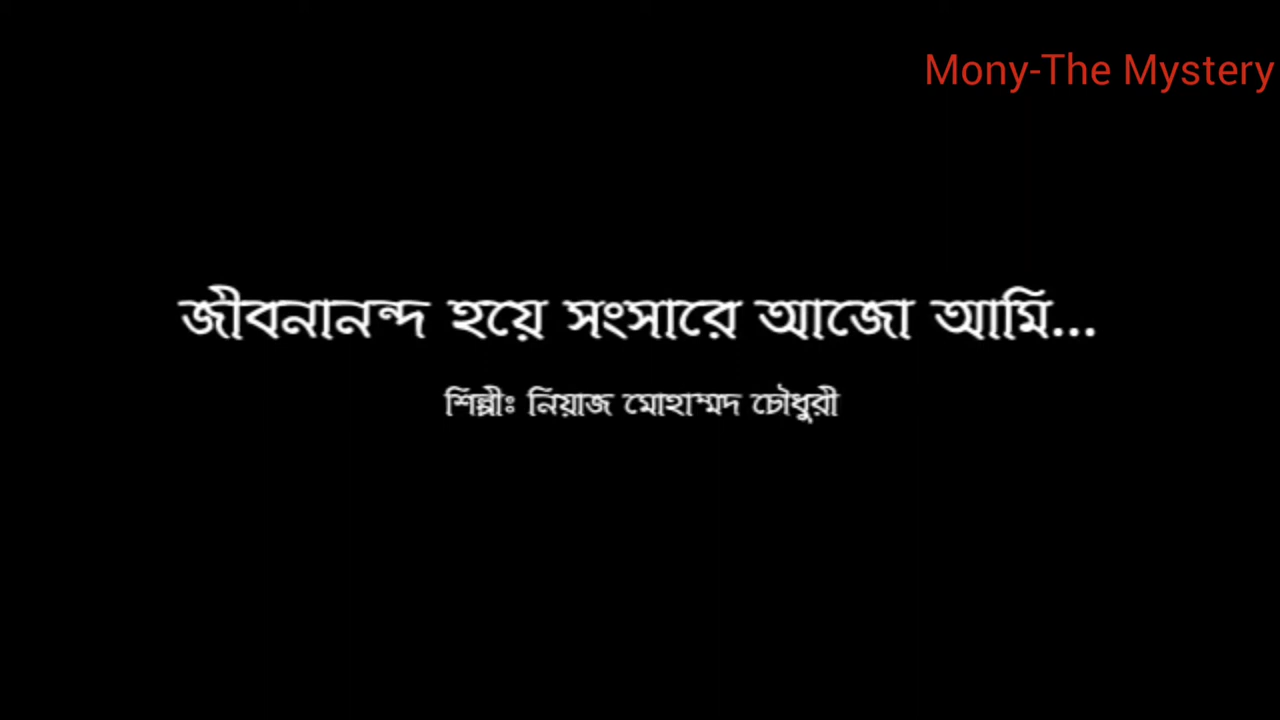 Mony-The Mystery
জীবনানন্দ হয়ে সংসারে আজো আমি...
শিল্পীঃ নিয়াজ মোহাম্মদ চৌধুরী